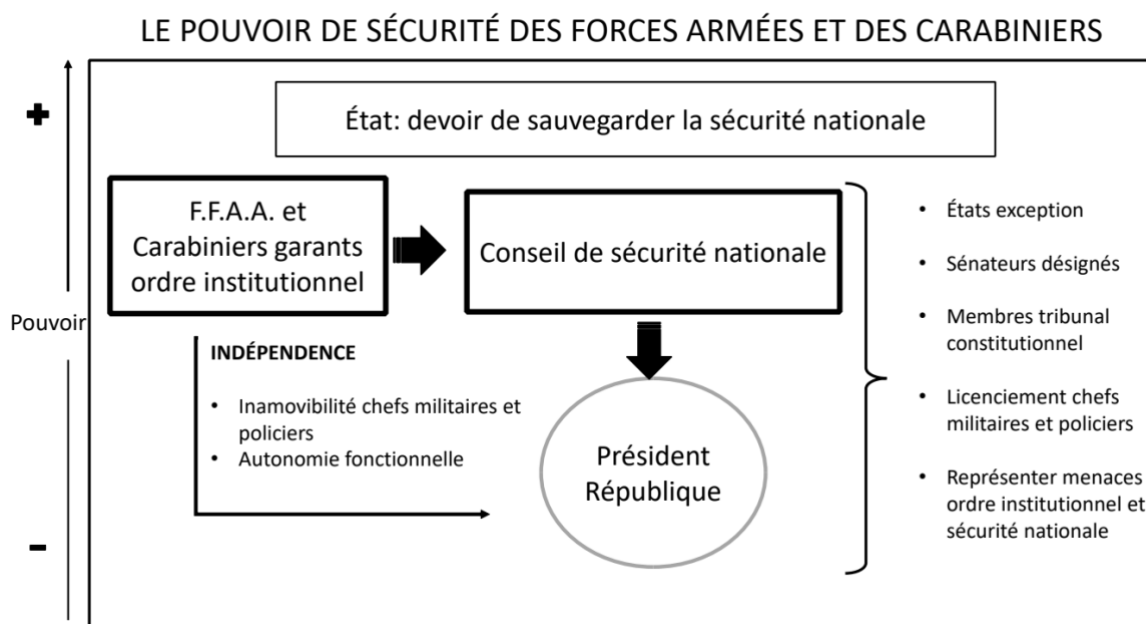 LE POUVOIR DE SÉCURITÉ DES FORCES ARMÉES ET DES CARABINIERS
+
État: devoir de sauvegarder la sécurité nationale
F.F.A.A. et
Carabiniers garants
ordre institutionnel
Conseil de sécurité nationale
Pouvoir
INDÉPENDENCE
• Inamovibilité chefs militaires et
policiers
• Autonomie fonctionnelle
Président
République
• États exception
• Sénateurs désignés
• Membres tribunal
constitutionnel
• Licenciement chefs
militaires et policiers
• Représenter menaces
ordre institutionnel et
sécurité nationale
-